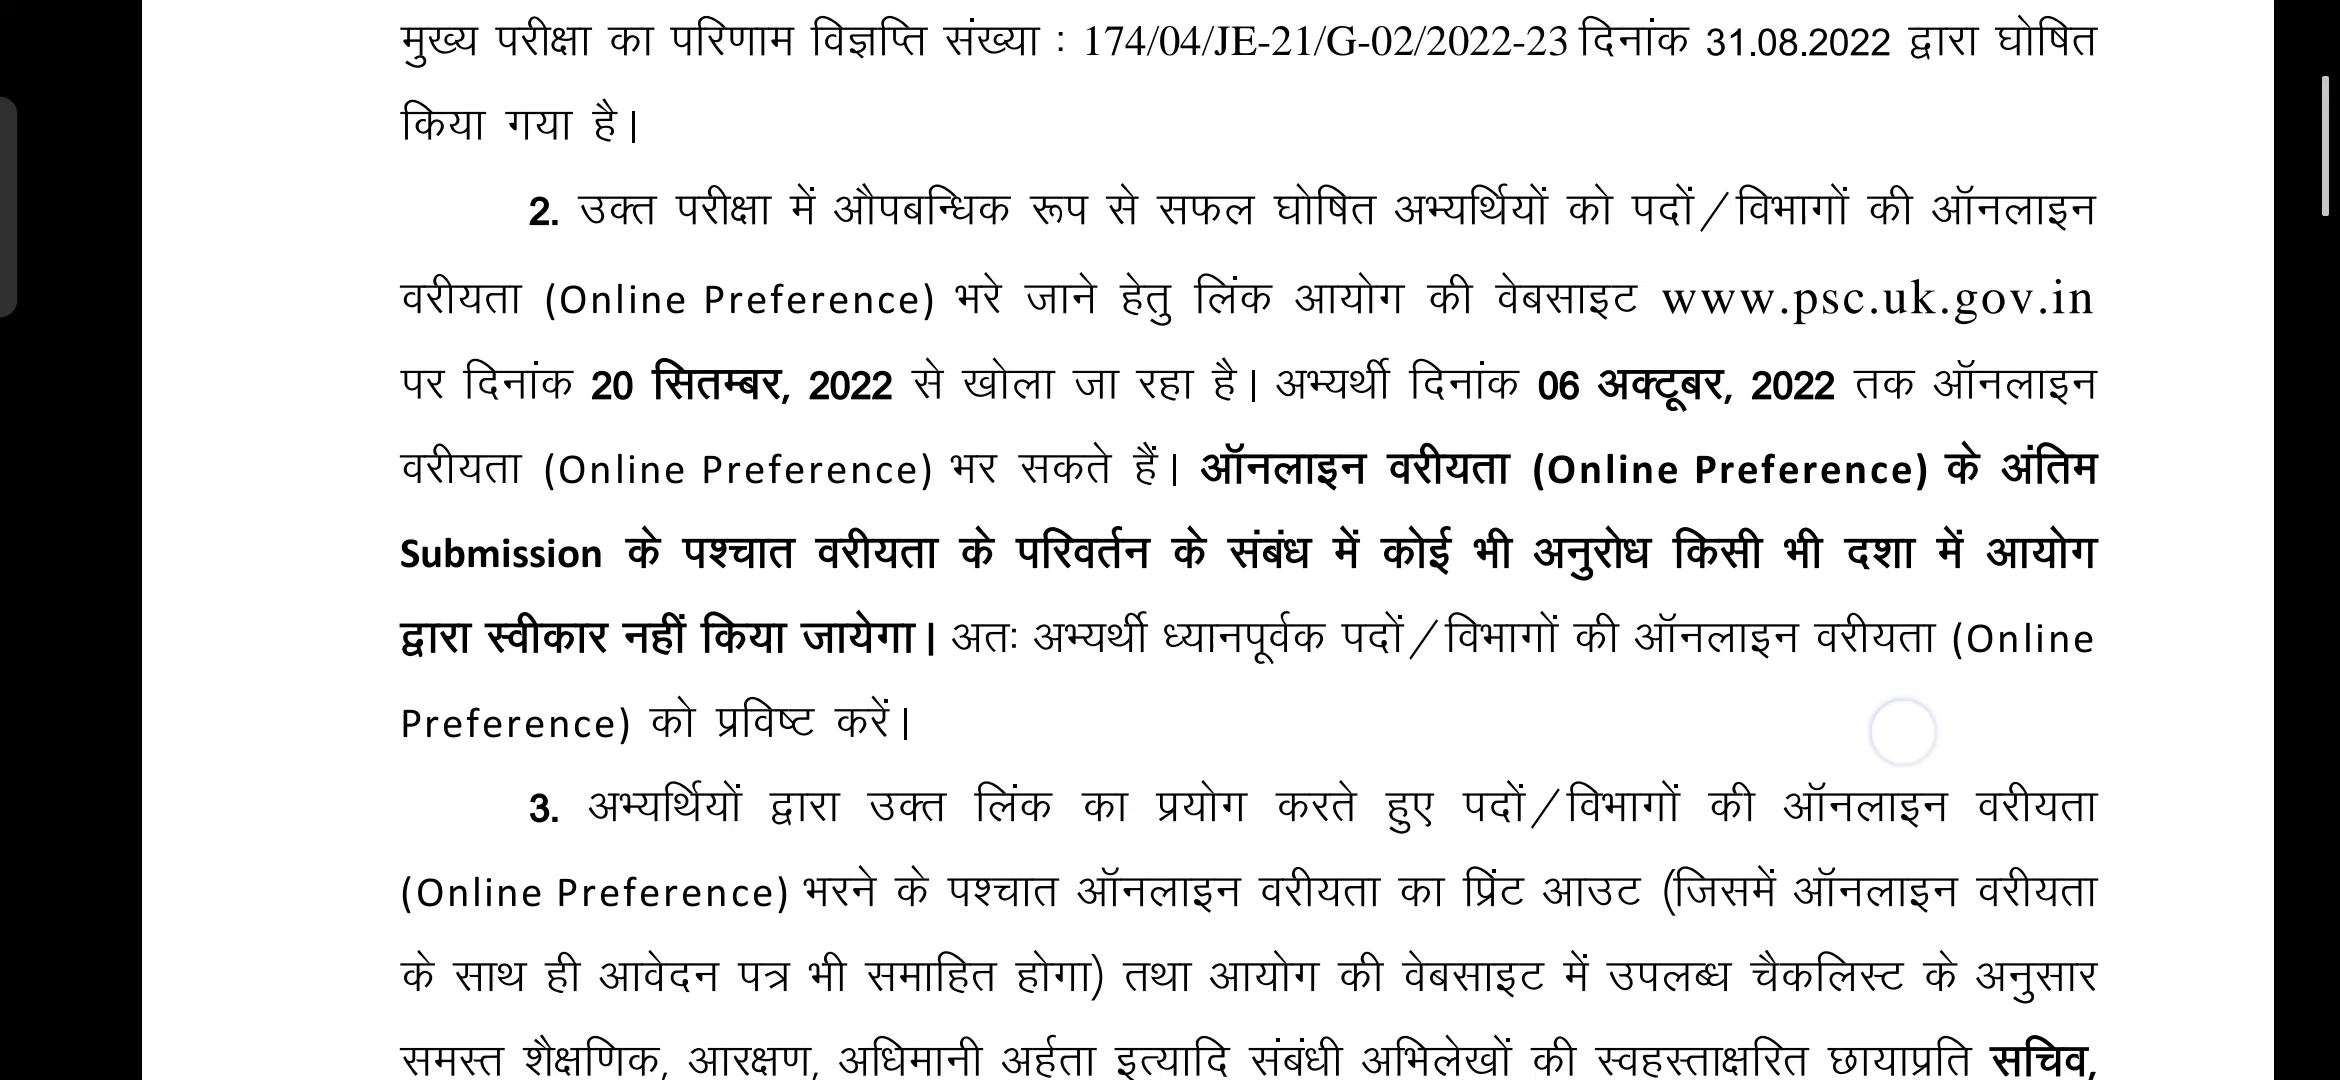 मुख्य परीक्षा का परिणाम विज्ञप्ति संख्या : 174/04/JE-21/G-02/2022-23 दिनांक 31.08.2022 द्वारा घोषित
किया गया है।
2. उक्त परीक्षा में औपबन्धिक रूप से सफल घोषित अभ्यर्थियों को पदों/विभागों की ऑनलाइन
वरीयता (Online Preference) भरे जाने हेतु लिंक आयोग की वेबसाइट www.psc.uk.gov.in
पर दिनांक 20 सितम्बर, 2022 से खोला जा रहा है। अभ्यर्थी दिनांक 06 अक्टूबर, 2022 तक ऑनलाइन
वरीयता (Online Preference) भर सकते हैं। ऑनलाइन वरीयता (Online Preference) के अंतिम
Submission के पश्चात वरीयता के परिवर्तन के संबंध में कोई भी अनुरोध किसी भी दशा में आयोग
द्वारा स्वीकार नहीं किया जायेगा। अतः अभ्यर्थी ध्यानपूर्वक पदों/विभागों की ऑनलाइन वरीयता (Online
Preference) को प्रविष्ट करें।
3. अभ्यर्थियों द्वारा उक्त लिंक का प्रयोग करते हुए पदों/विभागों की ऑनलाइन वरीयता
(Online Preference) भरने के पश्चात ऑनलाइन वरीयता का प्रिंट आउट (जिसमें ऑनलाइन वरीयता
के साथ ही आवेदन पत्र भी समाहित होगा) तथा आयोग की वेबसाइट में उपलब्ध चैकलिस्ट के अनुसार
समस्त शैक्षणिक, आरक्षण, अधिमानी अर्हता इत्यादि संबंधी अभिलेखों की स्वहस्ताक्षरित छायाप्रति सचिव,